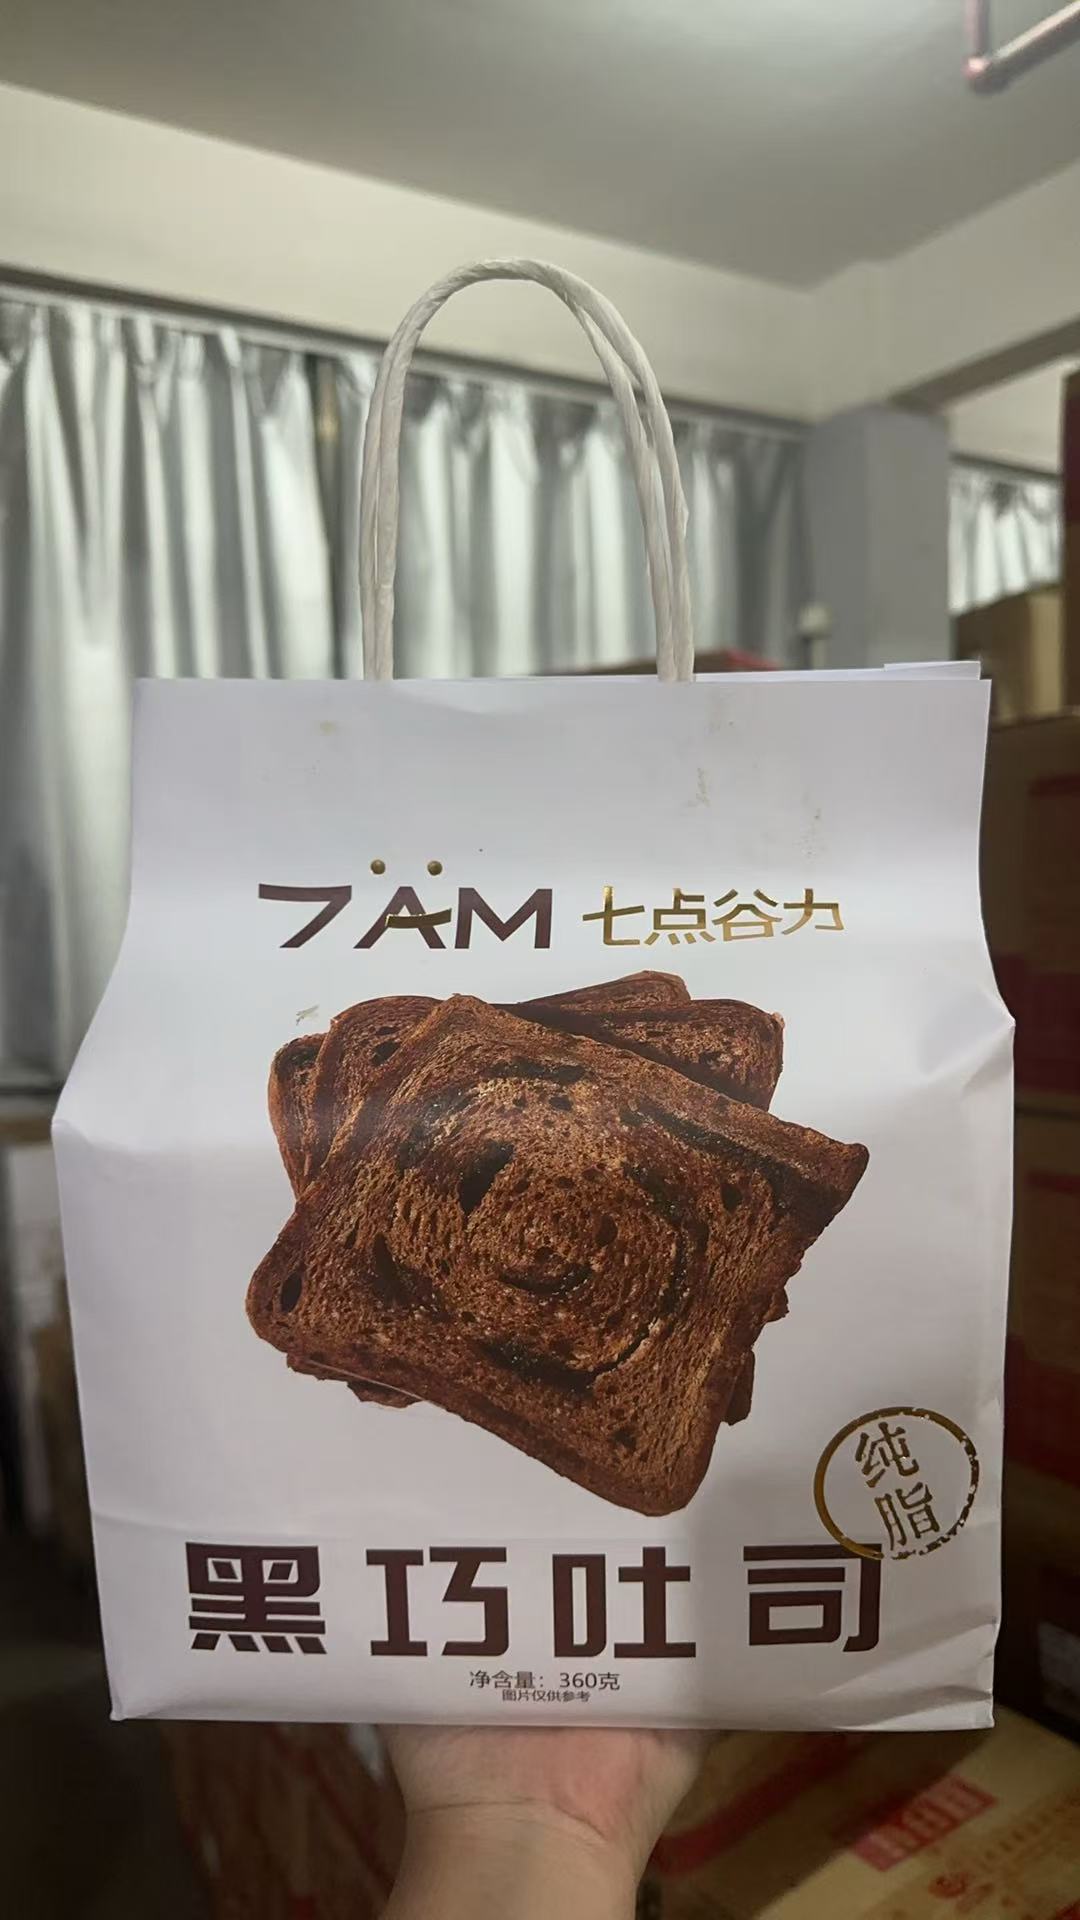 7AM 七点谷力
纯
脂
黑巧吐司
净含量：360克
图片仅供参考